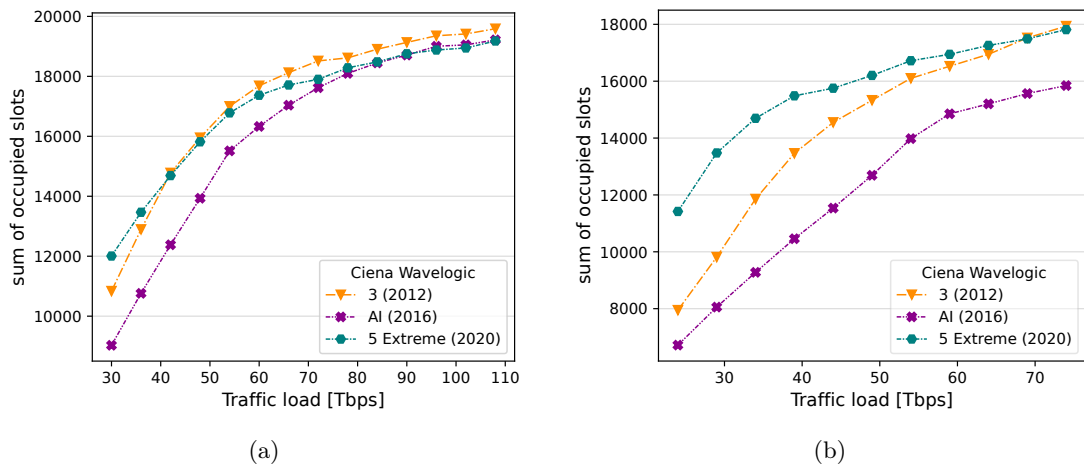 20000
18000
16000
14000
12000
10000
sum of occupied slots
30 40 50 60 70 80 90 100 110
Traffic load [Tbps]
Ciena Wavelogic
3 (2012)
AI (2016)
5 Extreme (2020)
(a)
18000
16000
14000
12000
10000
8000
sum of occupied slots
30 40 50 60 70
Traffic load [Tbps]
Ciena Wavelogic
3 (2012)
AI (2016)
5 Extreme (2020)
(b)